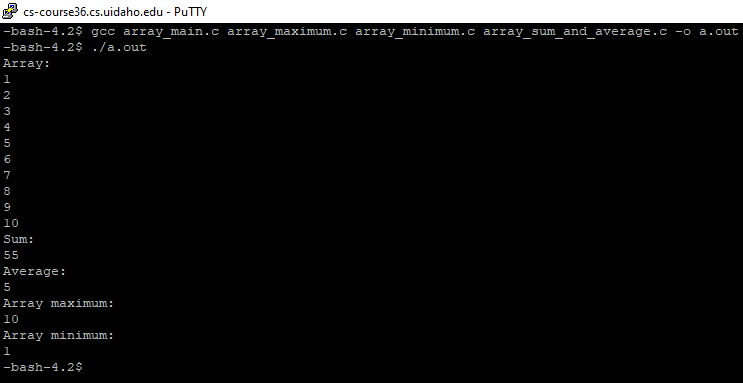 cs-course36.cs.uidaho.edu - PuTTY
-bash-4.2$ gcc array_main.c array_maximum.c array_minimum.c array_sum_and_average.c -o a.out
-bash-4.2$ ./a.out
Array:
1
2
3
4
5
6
7
8
9
10
Sum:
55
Average:
5
Array maximum:
10
Array minimum:
1
-bash-4.2$